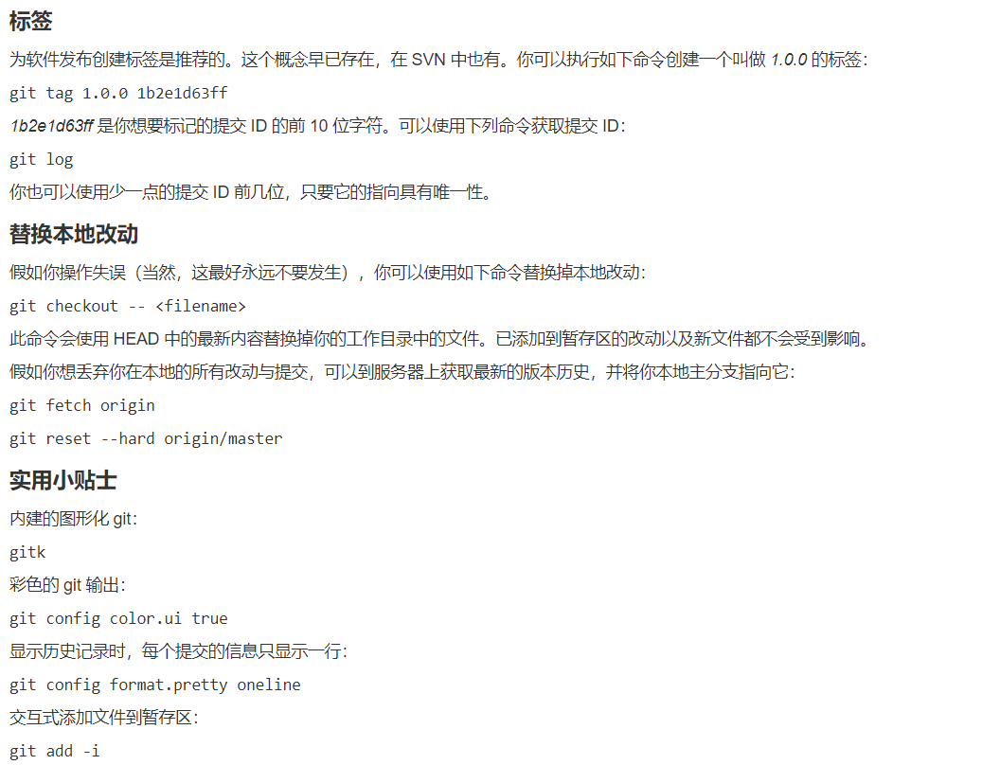 标签
为软件发布创建标签是推荐的。这个概念早已存在，在 SVN 中也有。你可以执行如下命令创建一个叫做 1.0.0 的标签：
git tag 1.0.0 1b2e1d63ff
1b2e1d63ff 是你想要标记的提交 ID 的前 10 位字符。可以使用下列命令获取提交 ID：
git log
你也可以使用少一点的提交 ID 前几位，只要它的指向具有唯一性。
替换本地改动
假如你操作失误（当然，这最好永远不要发生），你可以使用如下命令替换掉本地改动：
git checkout -- <filename>
此命令会使用 HEAD 中的最新内容替换掉你的工作目录中的文件。已添加到暂存区的改动以及新文件都不会受到影响。
假如你想丢弃你在本地的所有改动与提交，可以到服务器上获取最新的版本历史，并将你本地主分支指向它：
git fetch origin
git reset --hard origin/master
实用小贴士
内建的图形化 git：
gitk
彩色的 git 输出：
git config color.ui true
显示历史记录时，每个提交的信息只显示一行：
git config format.pretty oneline
交互式添加文件到暂存区：
git add -i